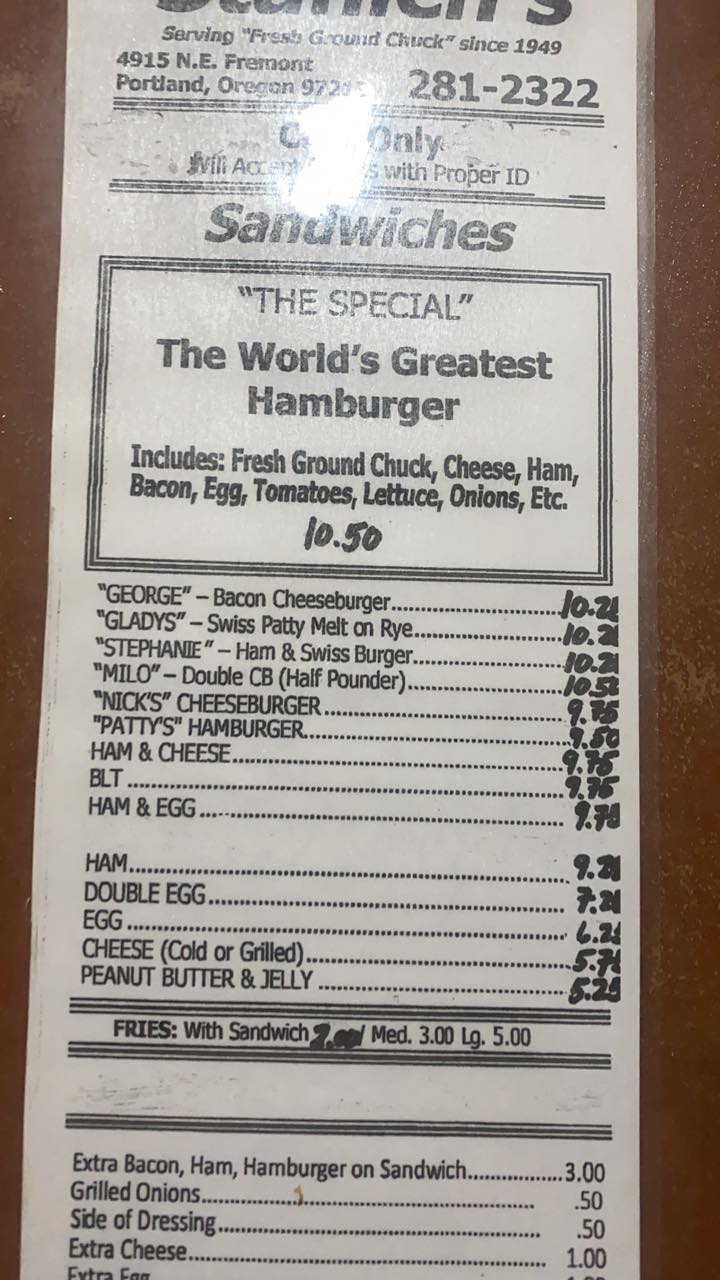 Serving "Fresh Ground Chuck" since 1949
4915 N.E. Fremont
Portland, Oregon 281-2322
Only
Will Accept with Proper ID
Sandwiches
"THE SPECIAL"
The World's Greatest
Hamburger
Includes: Fresh Ground Chuck, Cheese, Ham,
Bacon, Egg, Tomatoes, Lettuce, Onions, Etc.
10.50
"GEORGE" – Bacon Cheeseburger
"GLADYS" – Swiss Patty Melt on Rye
"STEPHANIE" – Ham & Swiss Burger
"MILO" – Double CB (Half Pounder)
"NICK'S" CHEESEBURGER 9.75
"PATTY'S" HAMBURGER 9.50
HAM & CHEESE 9.75
BLT 9.75
HAM & EGG
HAM
DOUBLE EGG
EGG
CHEESE (Cold or Grilled)
PEANUT BUTTER & JELLY 5.25
FRIES: With Sandwich Med. 3.00 Lg. 5.00
Extra Bacon, Ham, Hamburger on Sandwich 3.00
Grilled Onions .50
Side of Dressing .50
Extra Cheese 1.00
Extra Egg